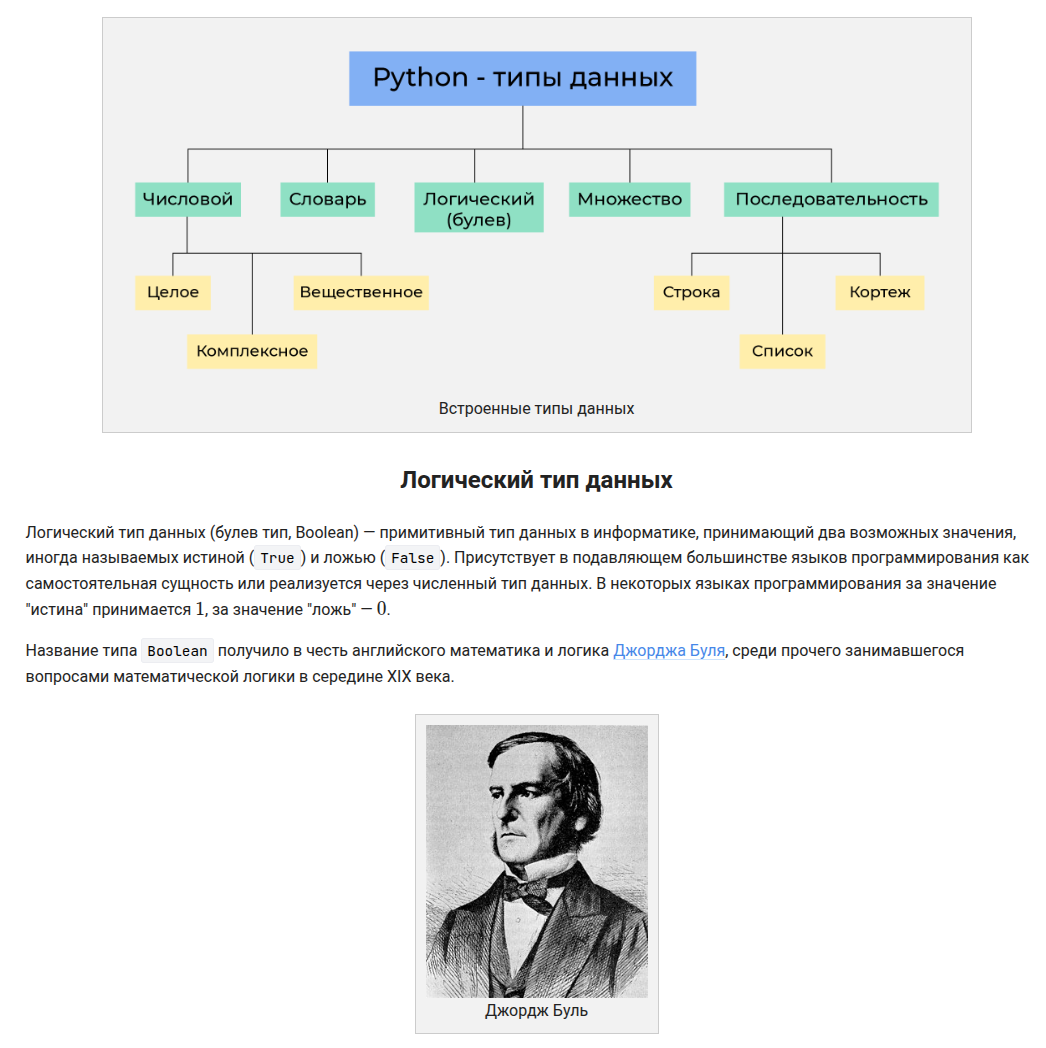 Python - типы данных
Числовой
Словарь
Логический
(булев)
Множество
Последовательность
Целое
Вещественное
Строка
Кортеж
Комплексное
Список
Встроенные типы данных
Логический тип данных
Логический тип данных (булев тип, Boolean) — примитивный тип данных в информатике, принимающий два возможных значения,
иногда называемых истиной ( True ) и ложью ( False ). Присутствует в подавляющем большинстве языков программирования как
самостоятельная сущность или реализуется через численный тип данных. В некоторых языках программирования за значение
"истина" принимается 1, за значение "ложь" – 0.
Название типа Boolean получило в честь английского математика и логика Джорджа Буля, среди прочего занимавшегося
вопросами математической логики в середине XIX века.
Джордж Буль